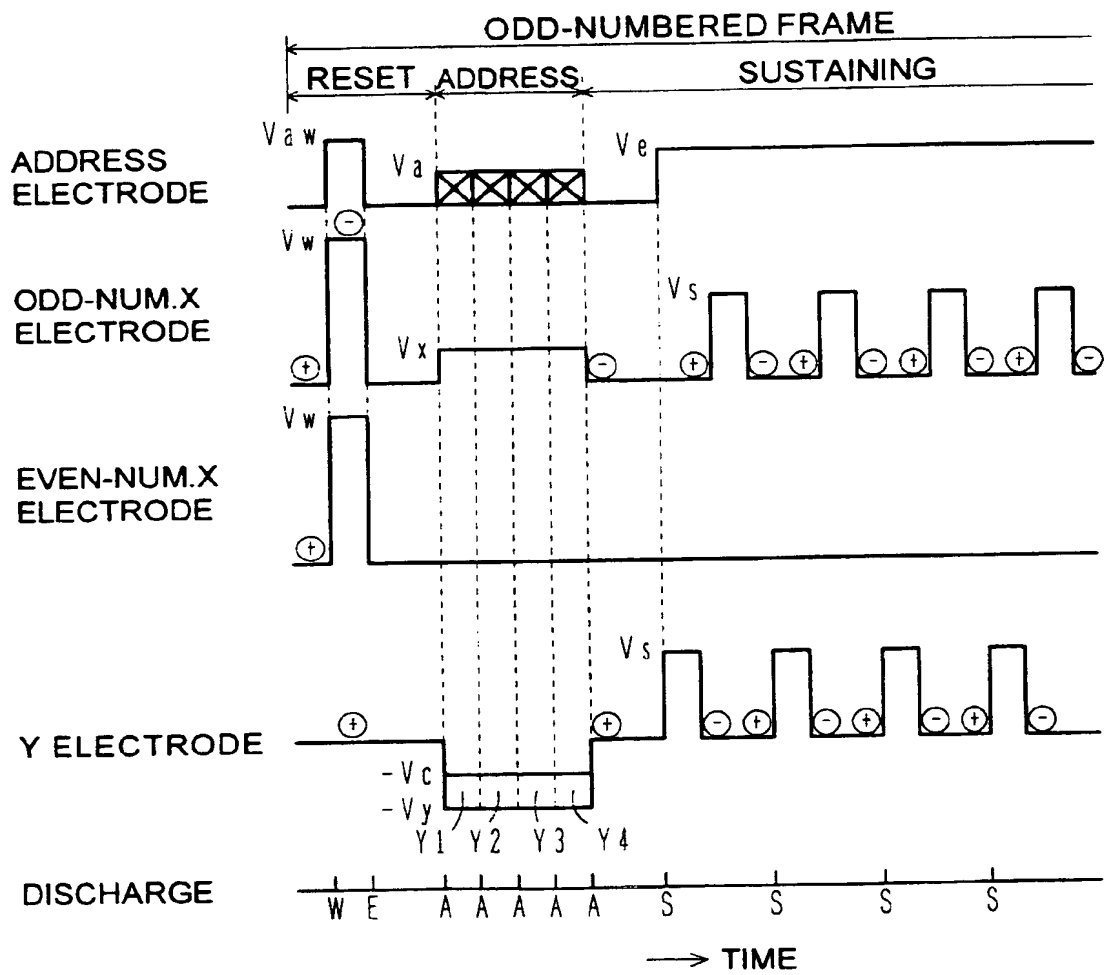 ODD-NUMBERED FRAME
RESET ADDRESS SUSTAINING
Vaw
Va
Ve
ADDRESS
ELECTRODE
-
Vw
ODD-NUM.X
ELECTRODE
Vs
Vx
+ - + - + - + - + -
Vw
EVEN-NUM.X
ELECTRODE
+
Vs
Y ELECTRODE
+ + - + - + - + -
-Vc
-Vy
Y1 Y2 Y3 Y4
DISCHARGE
W E A A A A A S S S S
→ TIME